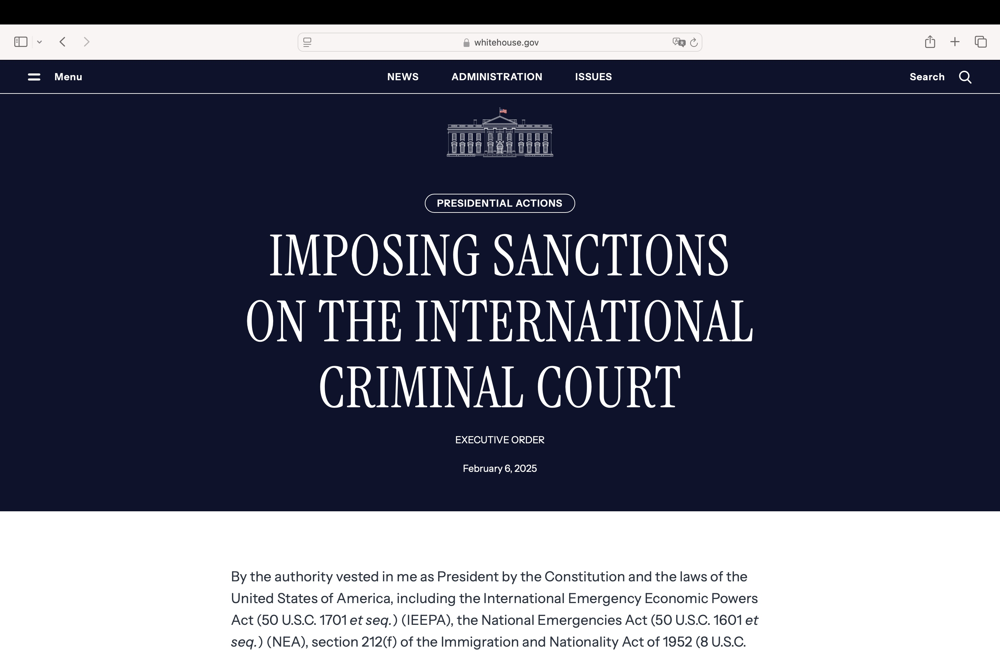 whitehouse.gov
Menu
NEWS
ADMINISTRATION
ISSUES
Search
PRESIDENTIAL ACTIONS
IMPOSING SANCTIONS
ON THE INTERNATIONAL
CRIMINAL COURT
EXECUTIVE ORDER
February 6, 2025
By the authority vested in me as President by the Constitution and the laws of the
United States of America, including the International Emergency Economic Powers
Act (50 U.S.C. 1701 et seq.) (IEEPA), the National Emergencies Act (50 U.S.C. 1601 et
seq.) (NEA), section 212(f) of the Immigration and Nationality Act of 1952 (8 U.S.C.